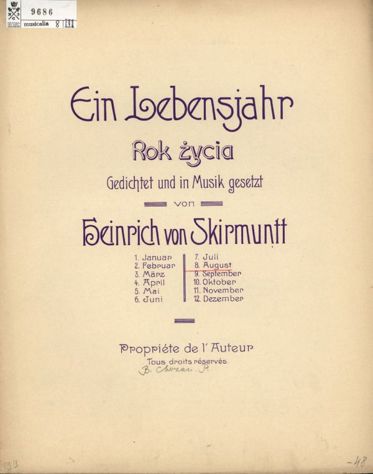 9686
musicalia
Ein Lebensjahr
Rok życia
Gedichtet und in Musik gesetzt
von
Heinrich von Skirmuntt
1. Januar
2. Februar
3. März
4. April
5. Mai
6. Juni
7. Juli
8. August
9. September
10. Oktober
11. November
12. Dezember
Propriéte de l'Auteur
Tous droits réservés
-48